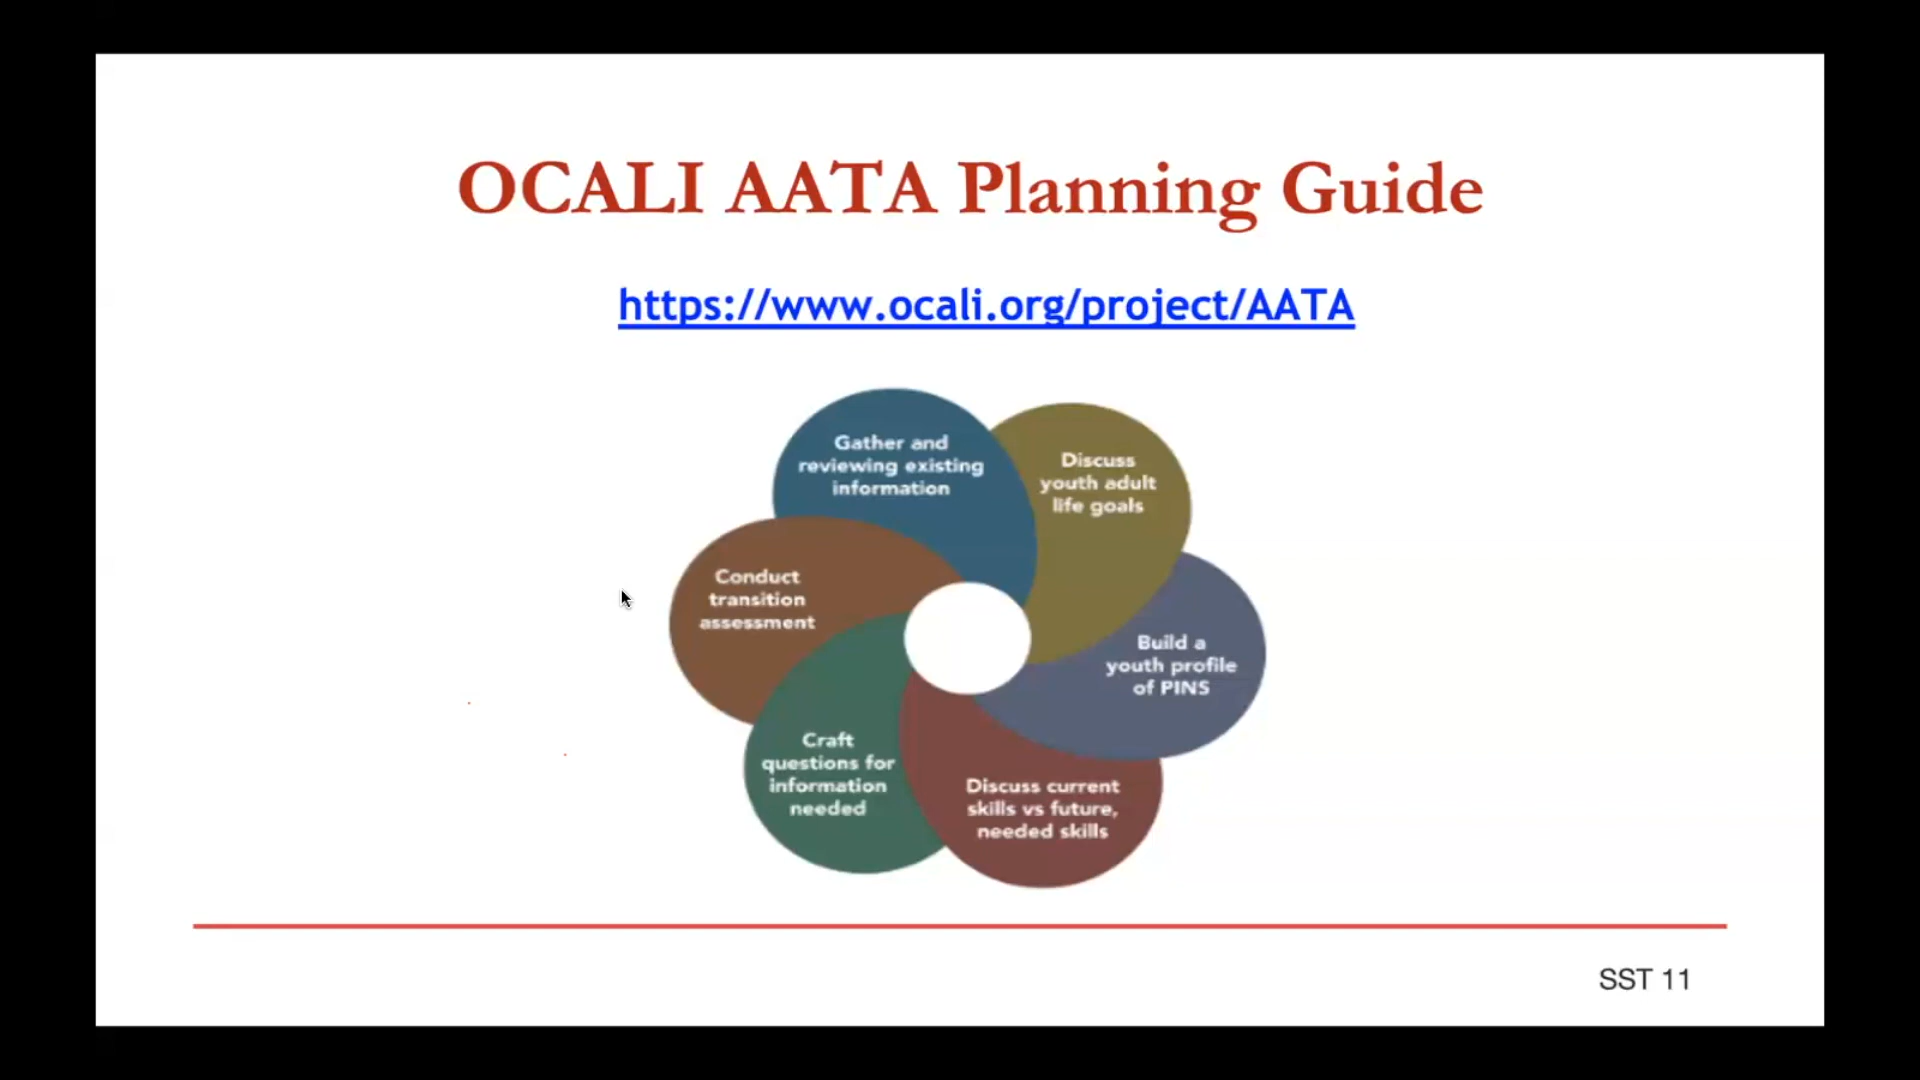 OCALI AATA Planning Guide
https://www.ocali.org/project/AATA
Gather and
reviewing existing
information
Discuss
youth adult
life goals
Build a
youth profile
of PINS
Discuss current
skills vs future,
needed skills
Craft
questions for
information
needed
Conduct
transition
assessment
SST 11